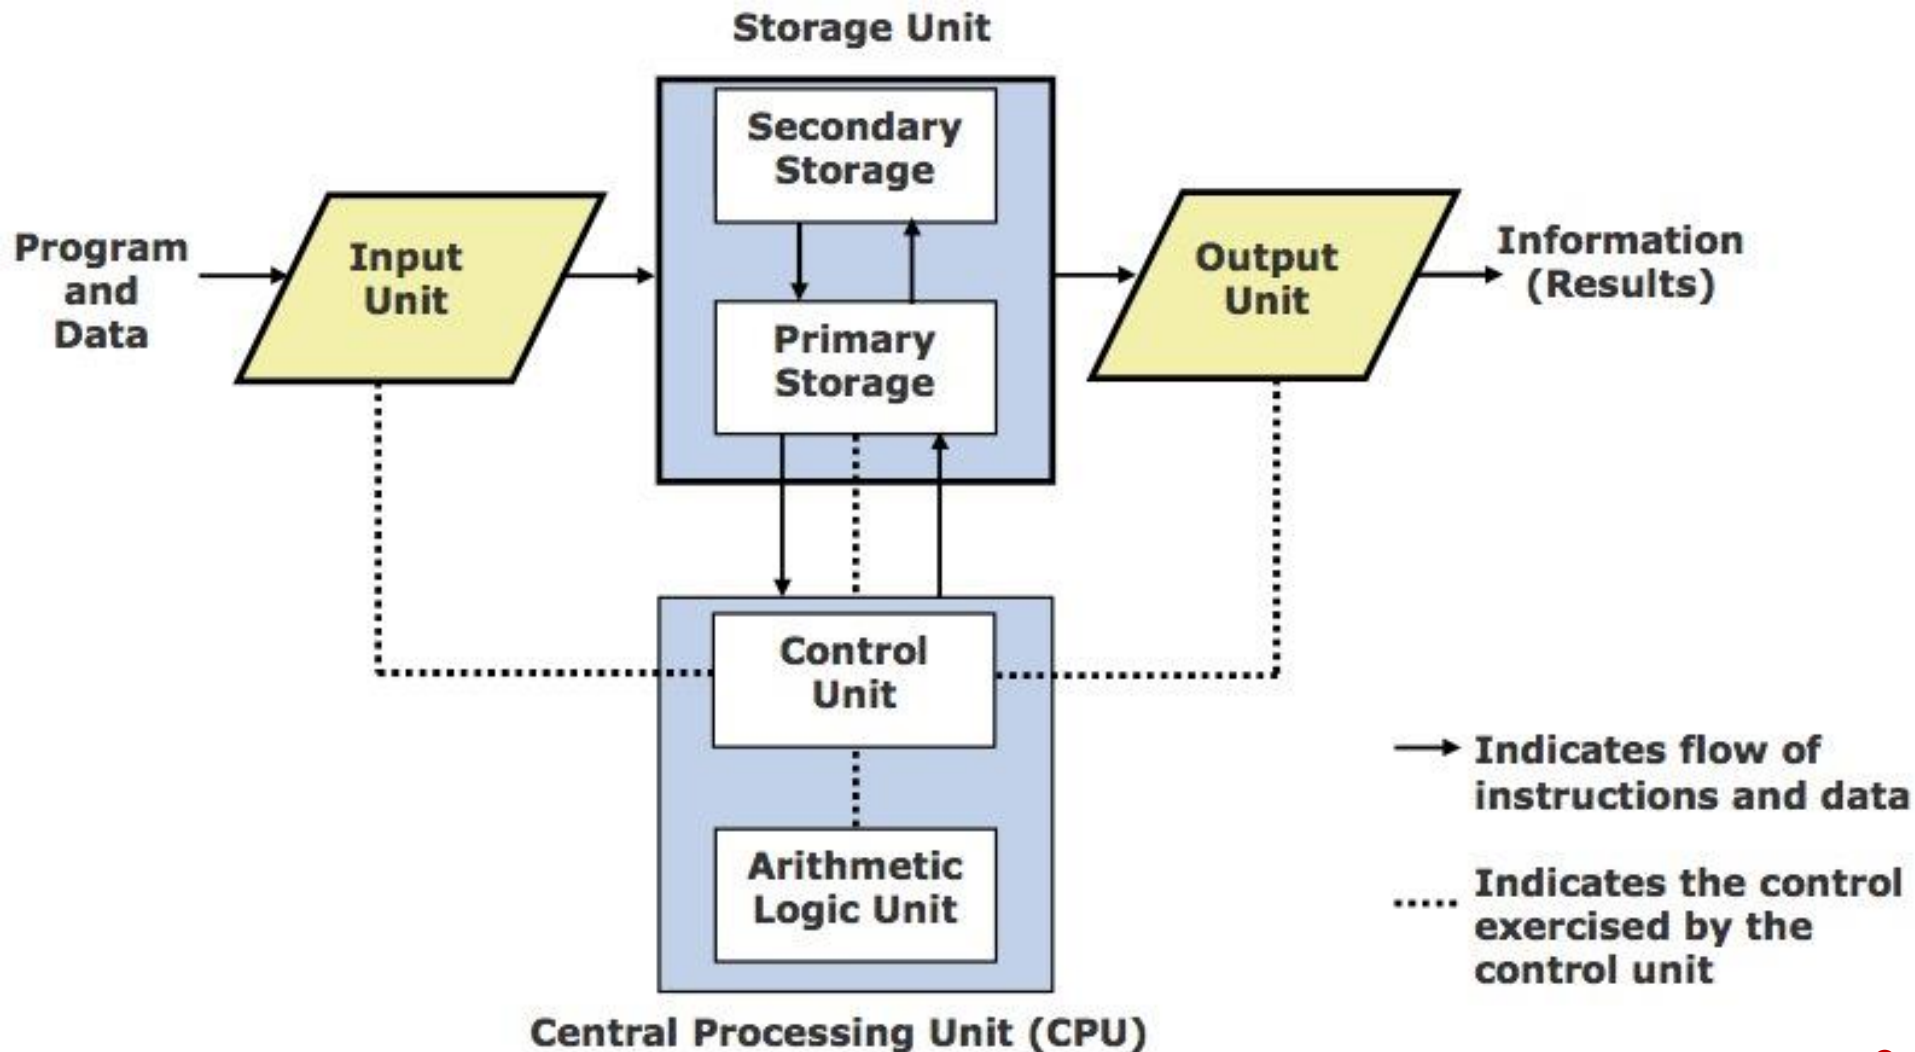 Storage Unit
Secondary
Storage
Program
and
Data
Input
Unit
Primary
Storage
Output
Unit
Information
(Results)
Control
Unit
Arithmetic
Logic Unit
Central Processing Unit (CPU)
Indicates flow of
instructions and data
Indicates the control
exercised by the
control unit